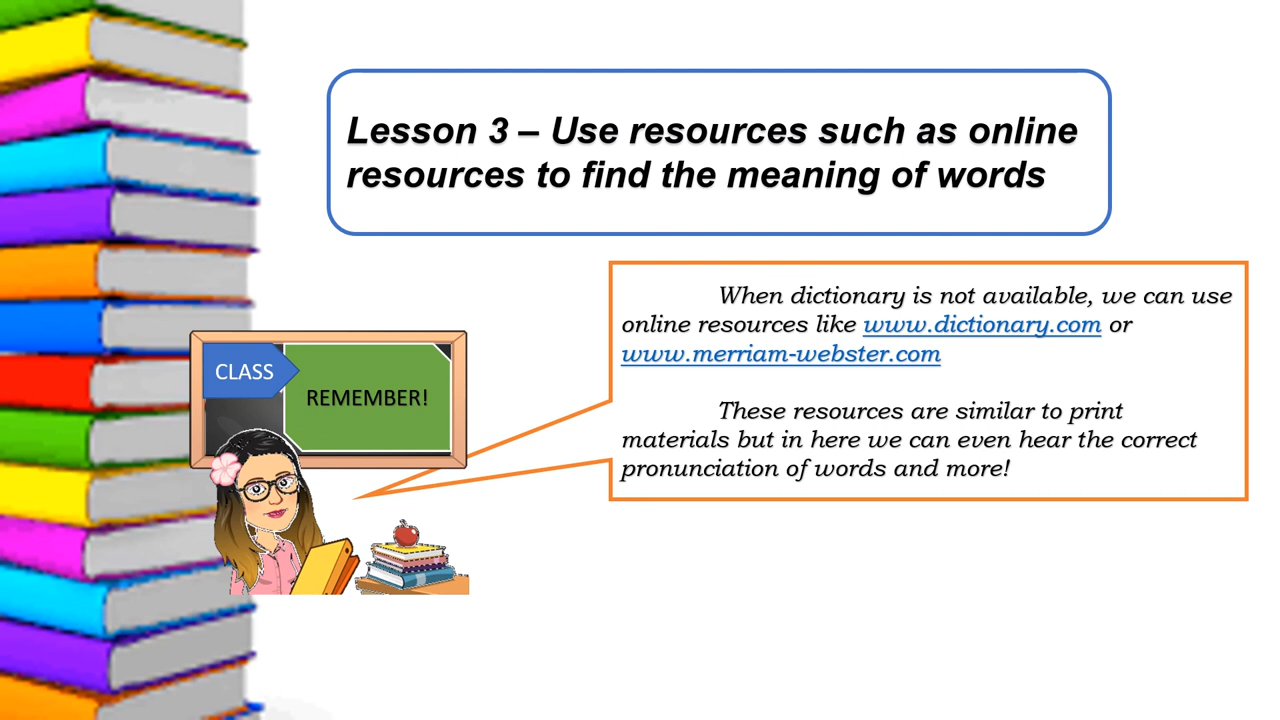 Lesson 3 – Use resources such as online
resources to find the meaning of words
When dictionary is not available, we can use
online resources like www.dictionary.com or
www.merriam-webster.com
These resources are similar to print
materials but in here we can even hear the correct
pronunciation of words and more!
CLASS
REMEMBER!